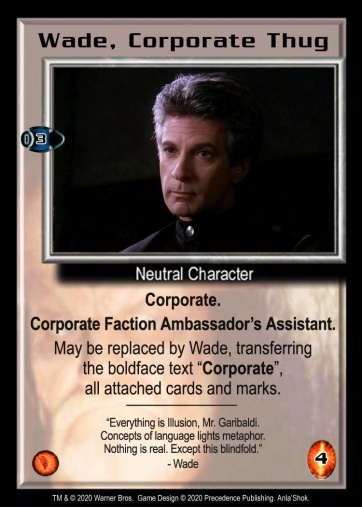 Wade, Corporate Thug
3
Neutral Character
Corporate.
Corporate Faction Ambassador's Assistant.
May be replaced by Wade, transferring
the boldface text "Corporate",
all attached cards and marks.
"Everything is Illusion, Mr. Garibaldi.
Concepts of language lights metaphor.
Nothing is real. Except this blindfold."
- Wade
4
TM & © 2020 Warner Bros. Game Design © 2020 Precedence Publishing. Anla'Shok.